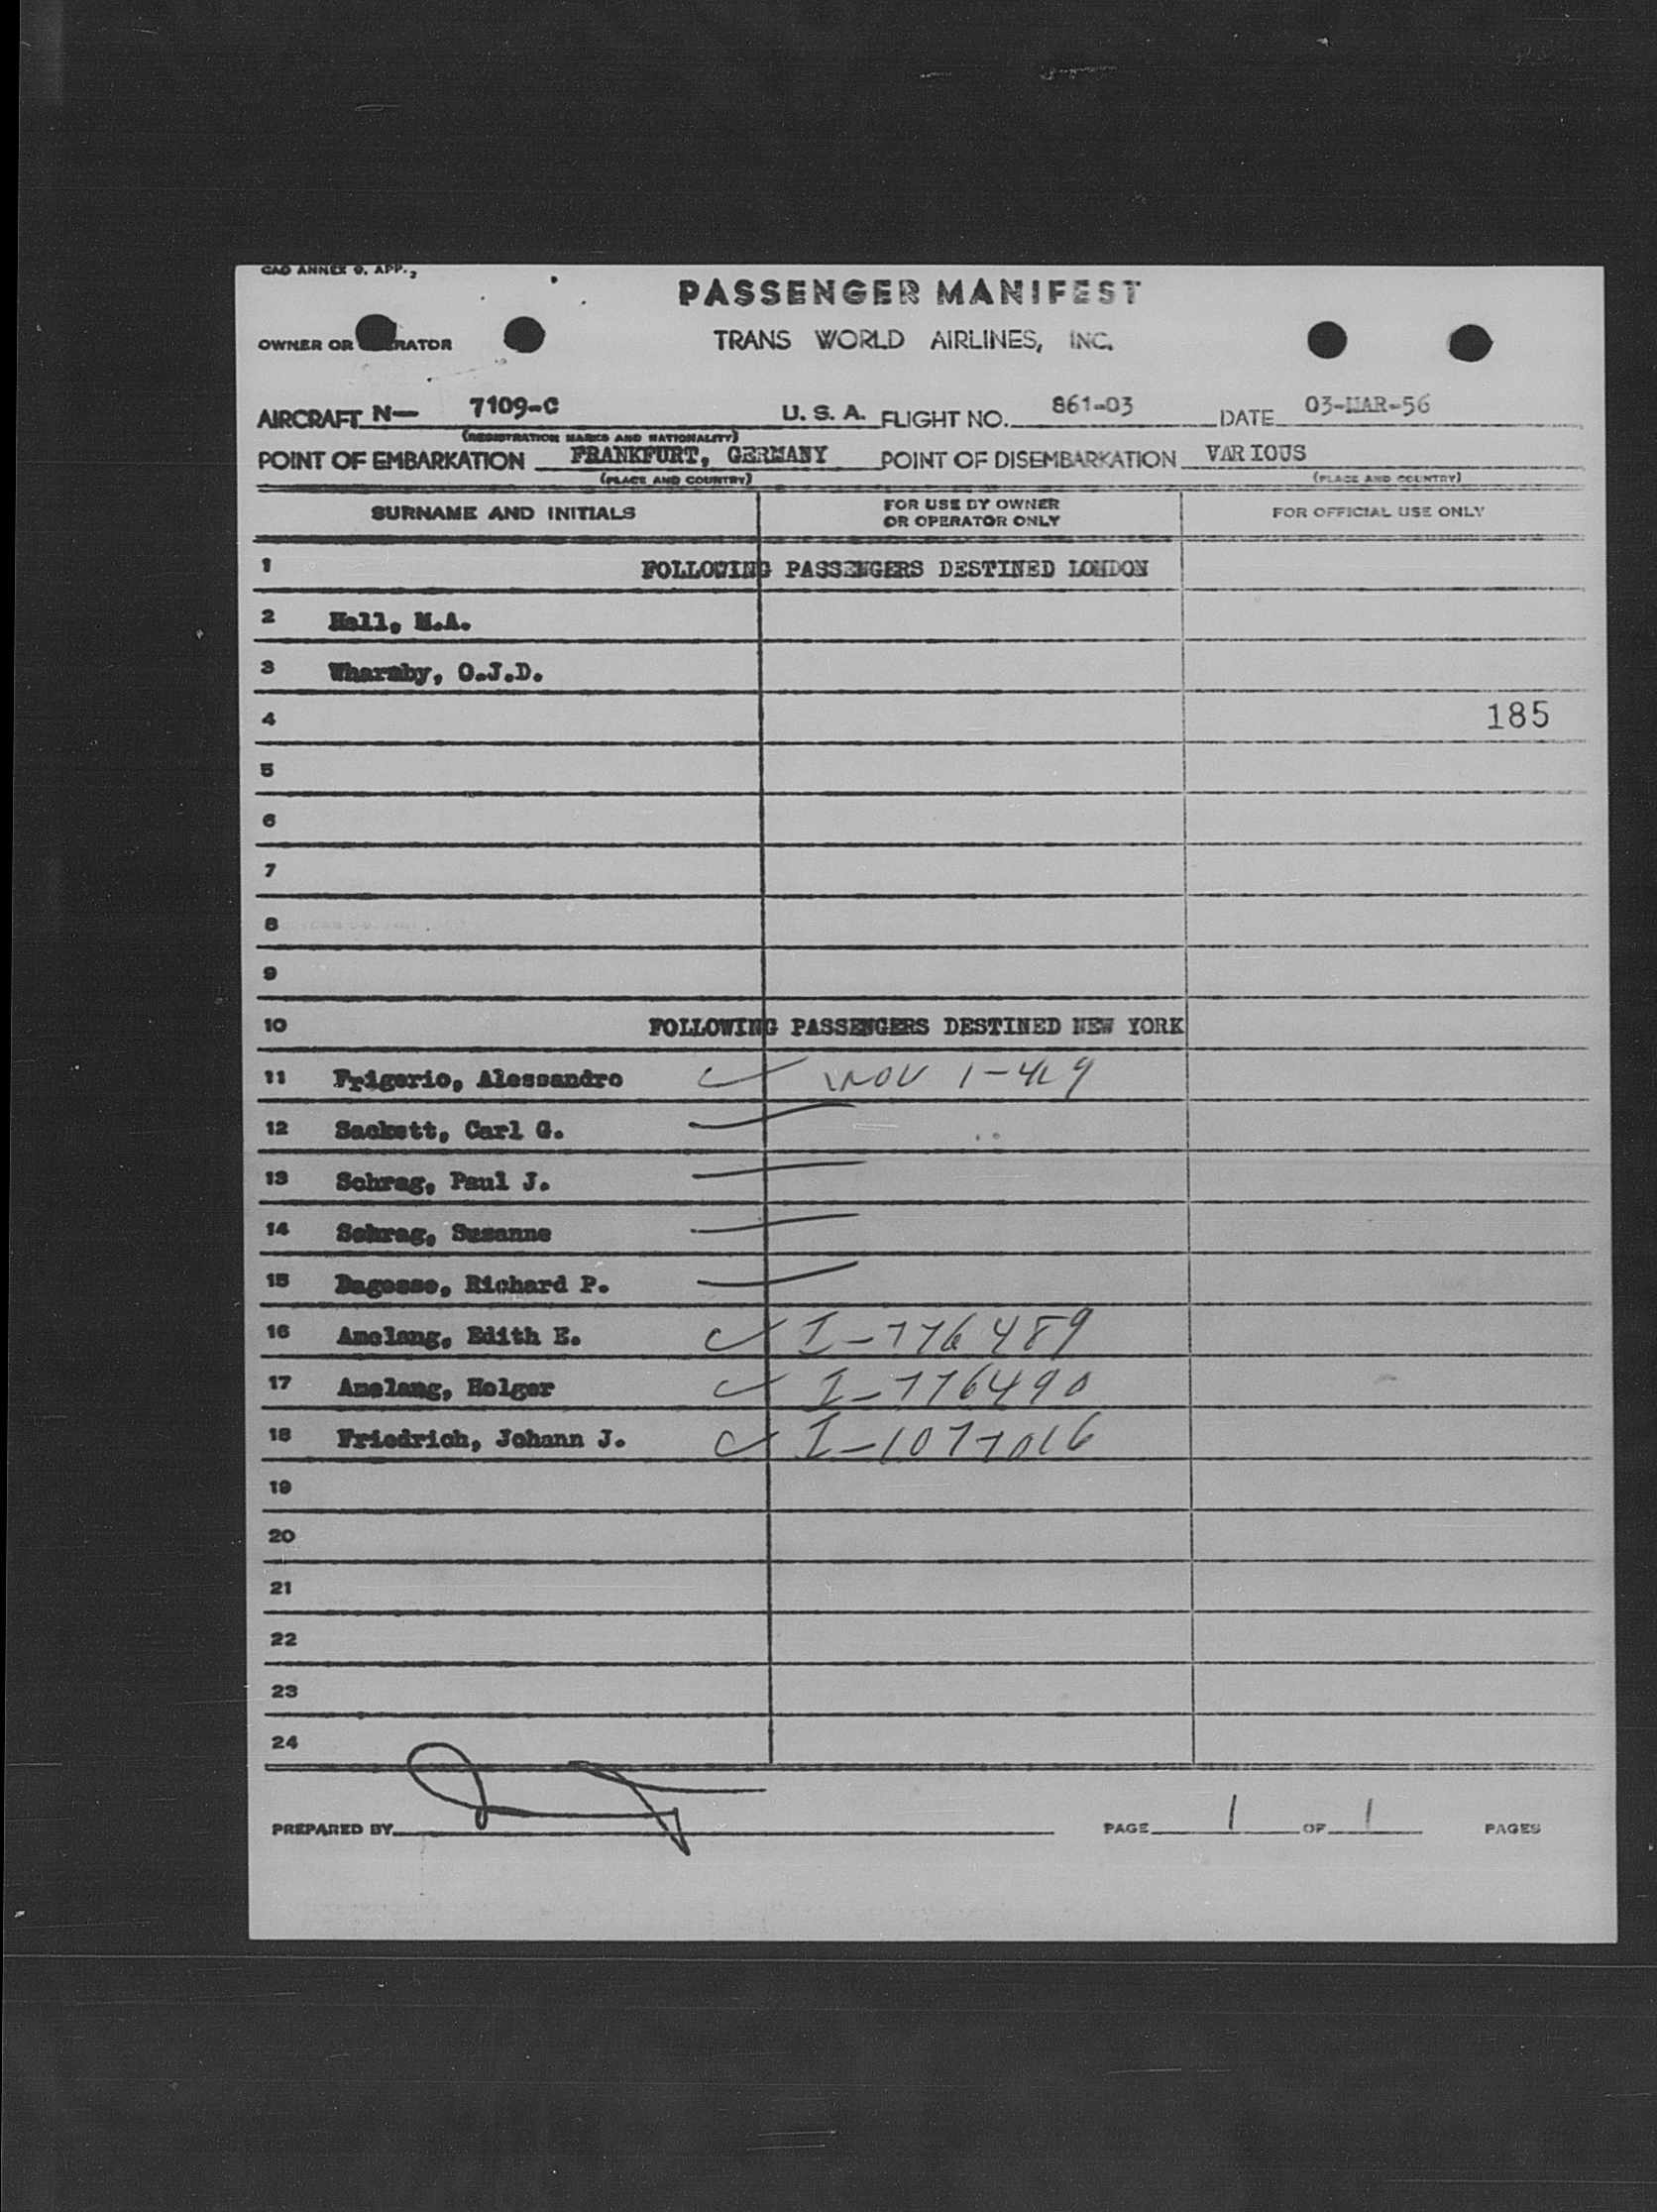 CAO ANNEX 9, APP. 2
PASSENGER MANIFEST
OWNER OR RATOR TRANS WORLD AIRLINES, INC.
AIRCRAFT N— 7109-C U. S. A. FLIGHT NO. 861-03 DATE 03-MAR-56
(REGISTRATION MARKS AND NATIONALITY)
POINT OF EMBARKATION FRANKFURT, GERMANY POINT OF DISEMBARKATION VARIOUS
(PLACE AND COUNTRY) (PLACE AND COUNTRY)
SURNAME AND INITIALS FOR USE BY OWNER OR OPERATOR ONLY FOR OFFICIAL USE ONLY
1 FOLLOWING PASSENGERS DESTINED LONDON
2 Hall, M.A.
3 Wharmby, O.J.D.
4 185
5
6
7
8
9
10 FOLLOWING PASSENGERS DESTINED NEW YORK
11 Frigerio, Alessandro NOV 1-49
12 Sackett, Carl G.
13 Schrag, Paul J.
14 Schrag, Susanne
15 Dagesse, Richard P.
16 Amelang, Edith E. I-776489
17 Amelang, Holger I-776490
18 Friedrich, Johann J. I-1077016
19
20
21
22
23
24
PREPARED BY PAGE 1 OF 1 PAGES